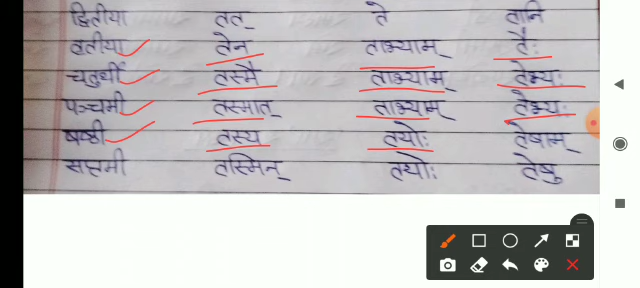 द्वितीया तत् ते तानि
तृतीया तेन ताभ्याम् तैः
चतुर्थी तस्मै ताभ्याम् तेभ्यः
पञ्चमी तस्मात् ताभ्याम् तेभ्यः
षष्ठी तस्य तयोः तेषाम्
सप्तमी तस्मिन् तयोः तेषु